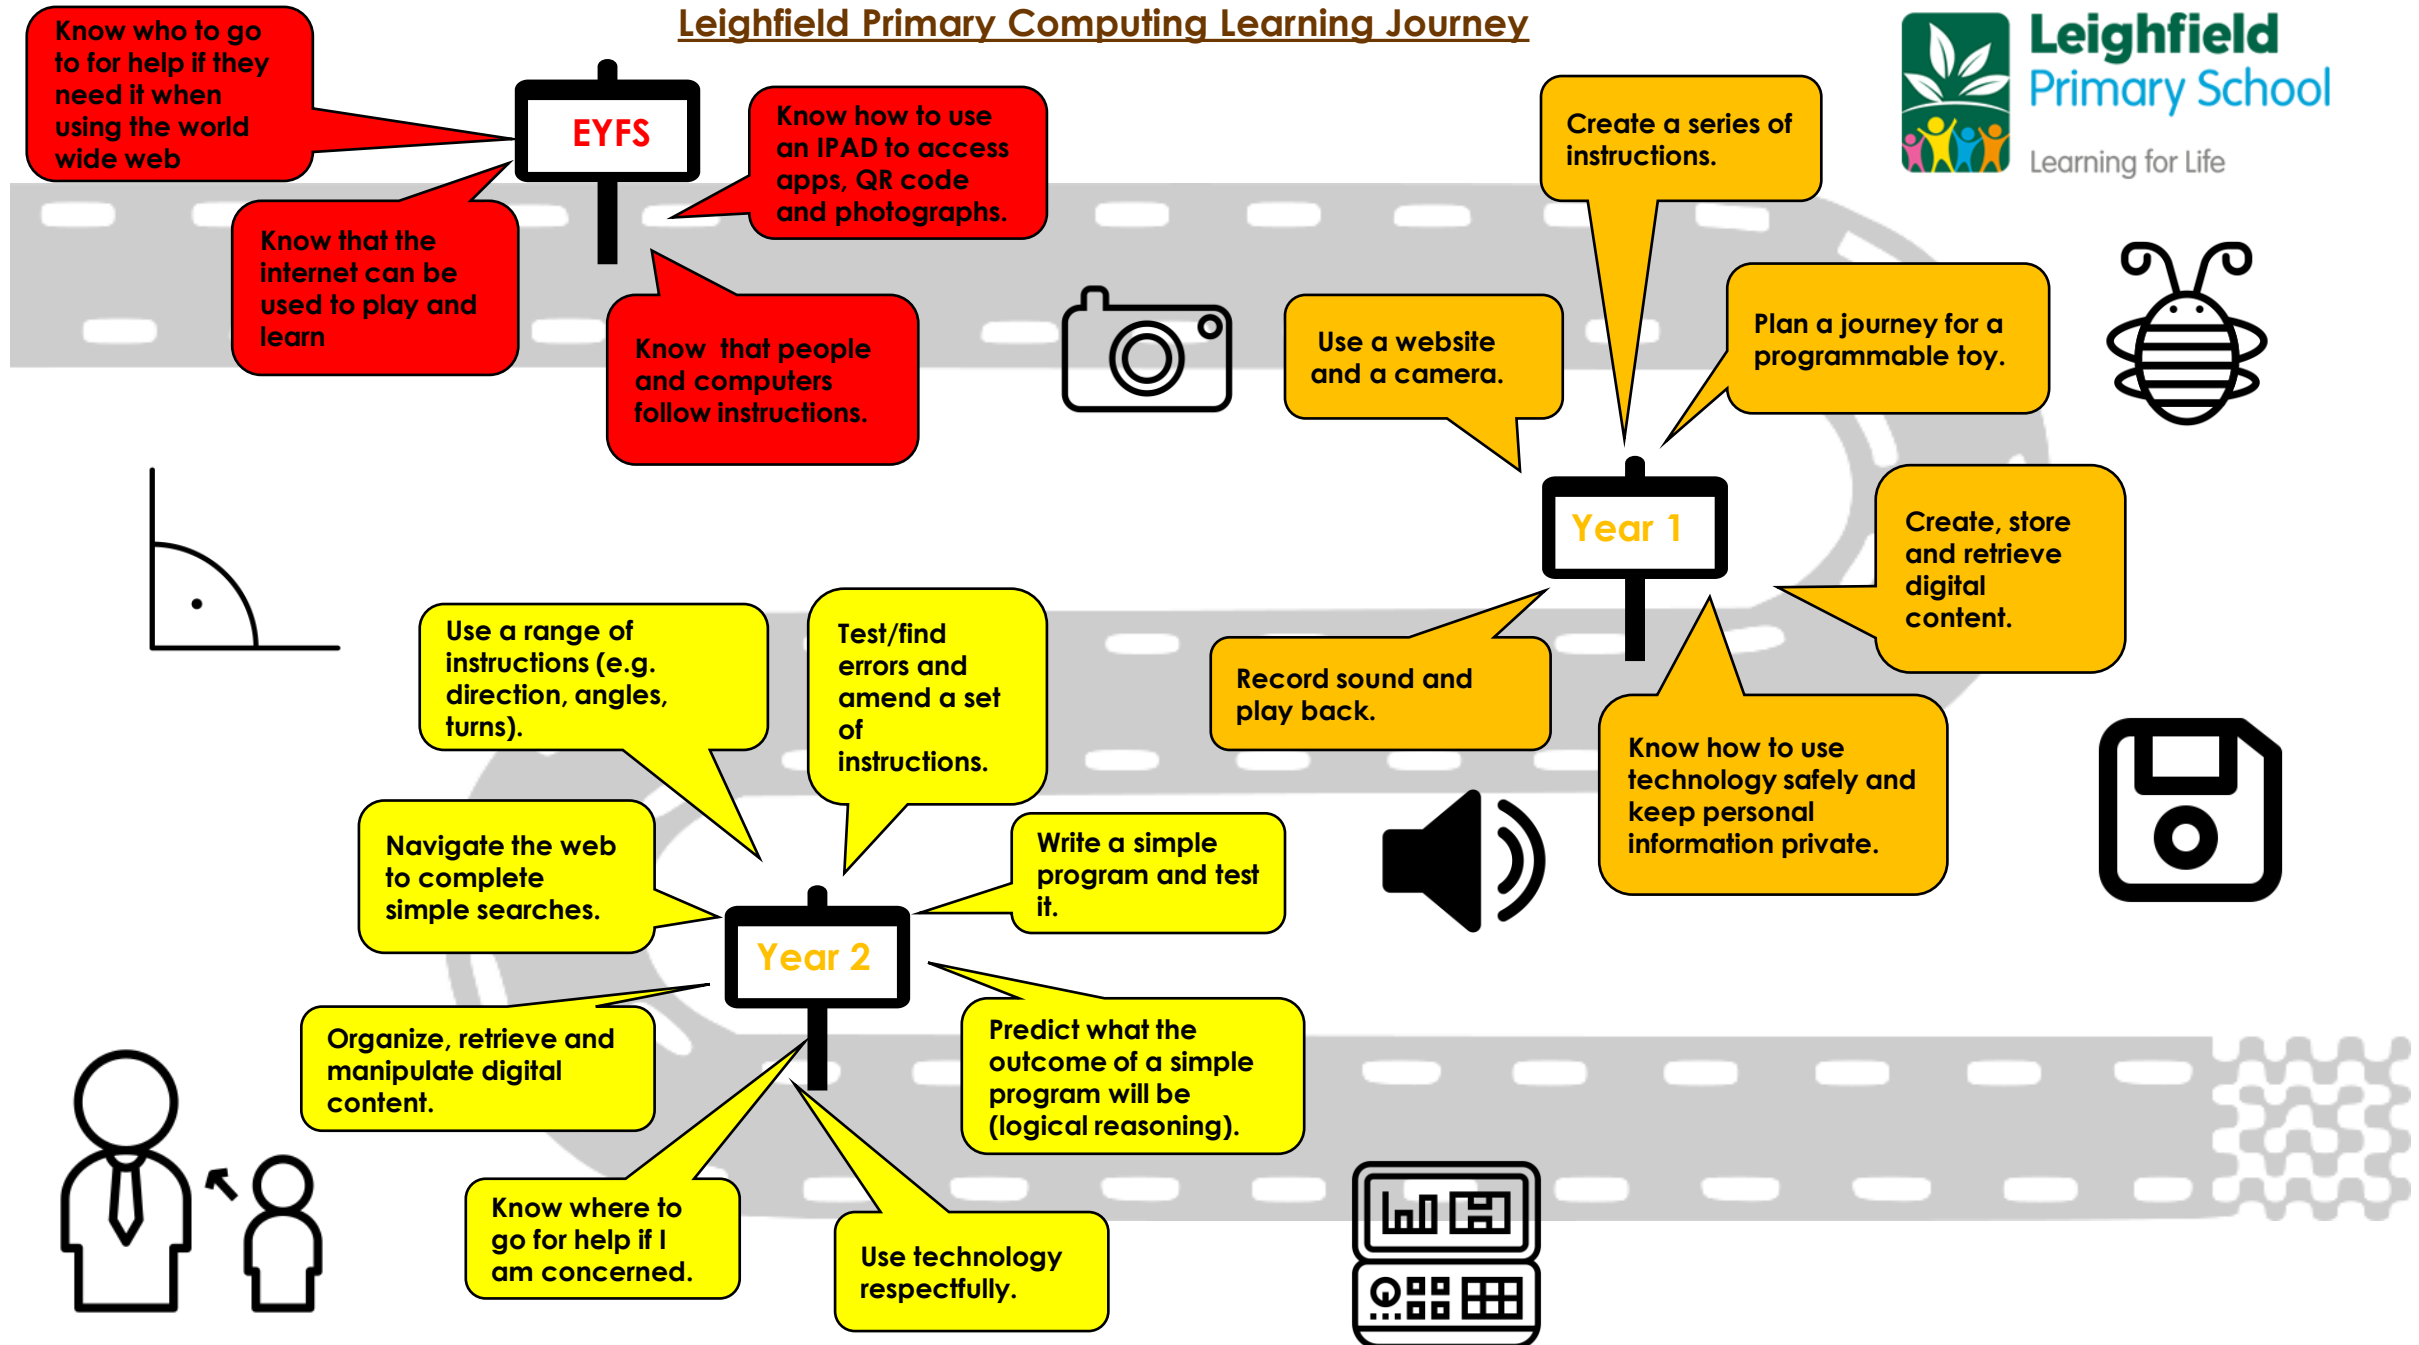 Leighfield Primary Computing Learning Journey
Leighfield
Primary School
Learning for Life
Know who to go
to for help if they
need it when
using the world
wide web
EYFS
Know how to use
an IPAD to access
apps, QR code
and photographs.
Know that the
internet can be
used to play and
learn
Know  that people
and computers
follow instructions.
Create a series of
instructions.
Use a website
and a camera.
Plan a journey for a
programmable toy.
Year 1
Create, store
and retrieve
digital
content.
Record sound and
play back.
Know how to use
technology safely and
keep personal
information private.
Use a range of
instructions (e.g.
direction, angles,
turns).
Test/find
errors and
amend a set
of
instructions.
Navigate the web
to complete
simple searches.
Write a simple
program and test
it.
Year 2
Organize, retrieve and
manipulate digital
content.
Predict what the
outcome of a simple
program will be
(logical reasoning).
Know where to
go for help if I
am concerned.
Use technology
respectfully.